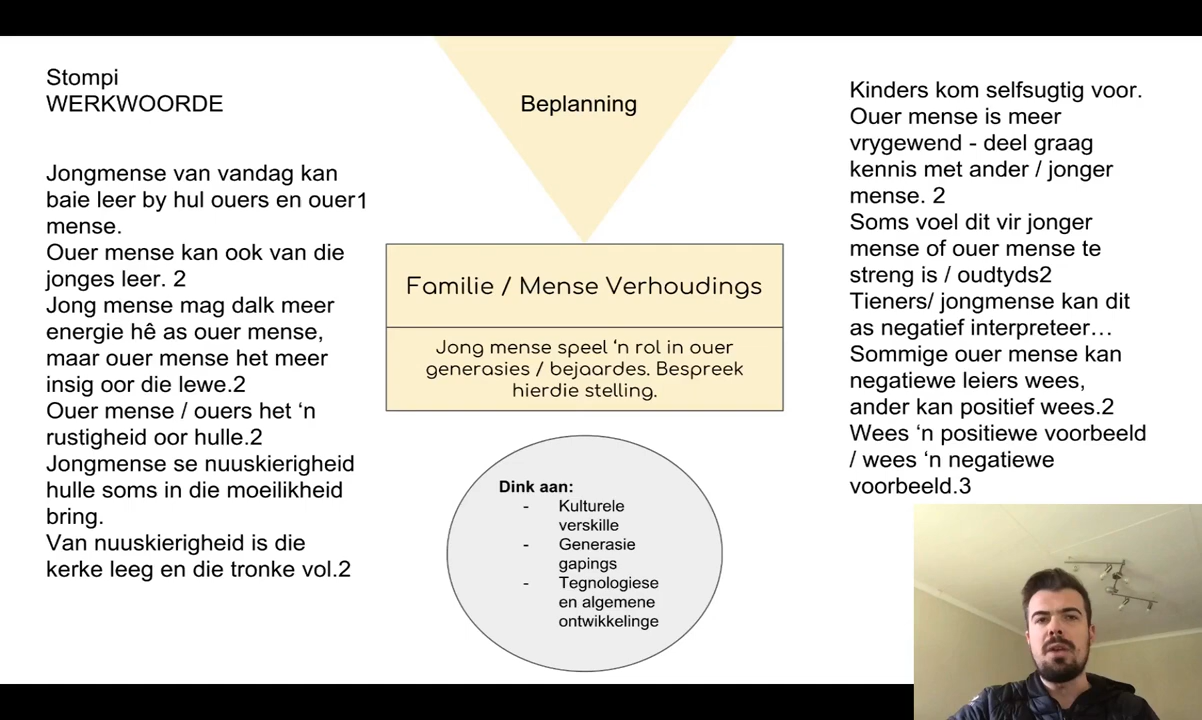 Stompi
WERKWOORDE
Jongmense van vandag kan
baie leer by hul ouers en ouer1
mense.
Ouer mense kan ook van die
jonges leer. 2
Jong mense mag dalk meer
energie hê as ouer mense,
maar ouer mense het meer
insig oor die lewe.2
Ouer mense / ouers het ‘n
rustigheid oor hulle.2
Jongmense se nuuskierigheid
hulle soms in die moeilikheid
bring.
Van nuuskierigheid is die
kerke leeg en die tronke vol.2
Beplanning
Familie / Mense Verhoudings
Jong mense speel ‘n rol in ouer
generasies / bejaardes. Bespreek
hierdie stelling.
Dink aan:
- Kulturele
verskille
- Generasie
gapings
- Tegnologiese
en algemene
ontwikkelinge
Kinders kom selfsugtig voor.
Ouer mense is meer
vrygewend - deel graag
kennis met ander / jonger
mense. 2
Soms voel dit vir jonger
mense of ouer mense te
streng is / oudtyds2
Tieners/ jongmense kan dit
as negatief interpreteer…
Sommige ouer mense kan
negatiewe leiers wees,
ander kan positief wees.2
Wees ‘n positiewe voorbeeld
/ wees ‘n negatiewe
voorbeeld.3